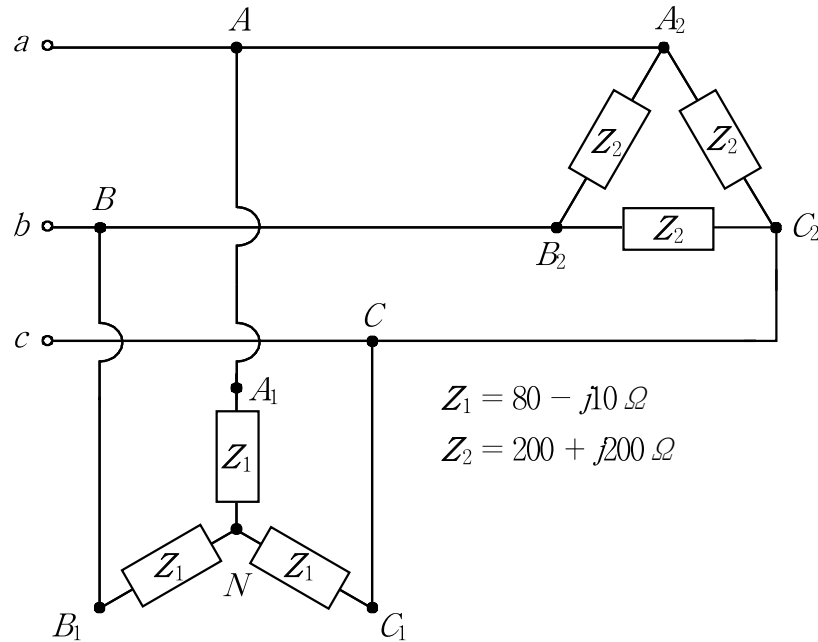 A
A₂
a
Z₂
Z₂
B
b
Z₂
C₂
B₂
C
c
A₁
Z₁ = 80 − j10 Ω
Z₂ = 200 + j200 Ω
Z₁
Z₁
Z₁
N
B₁
C₁